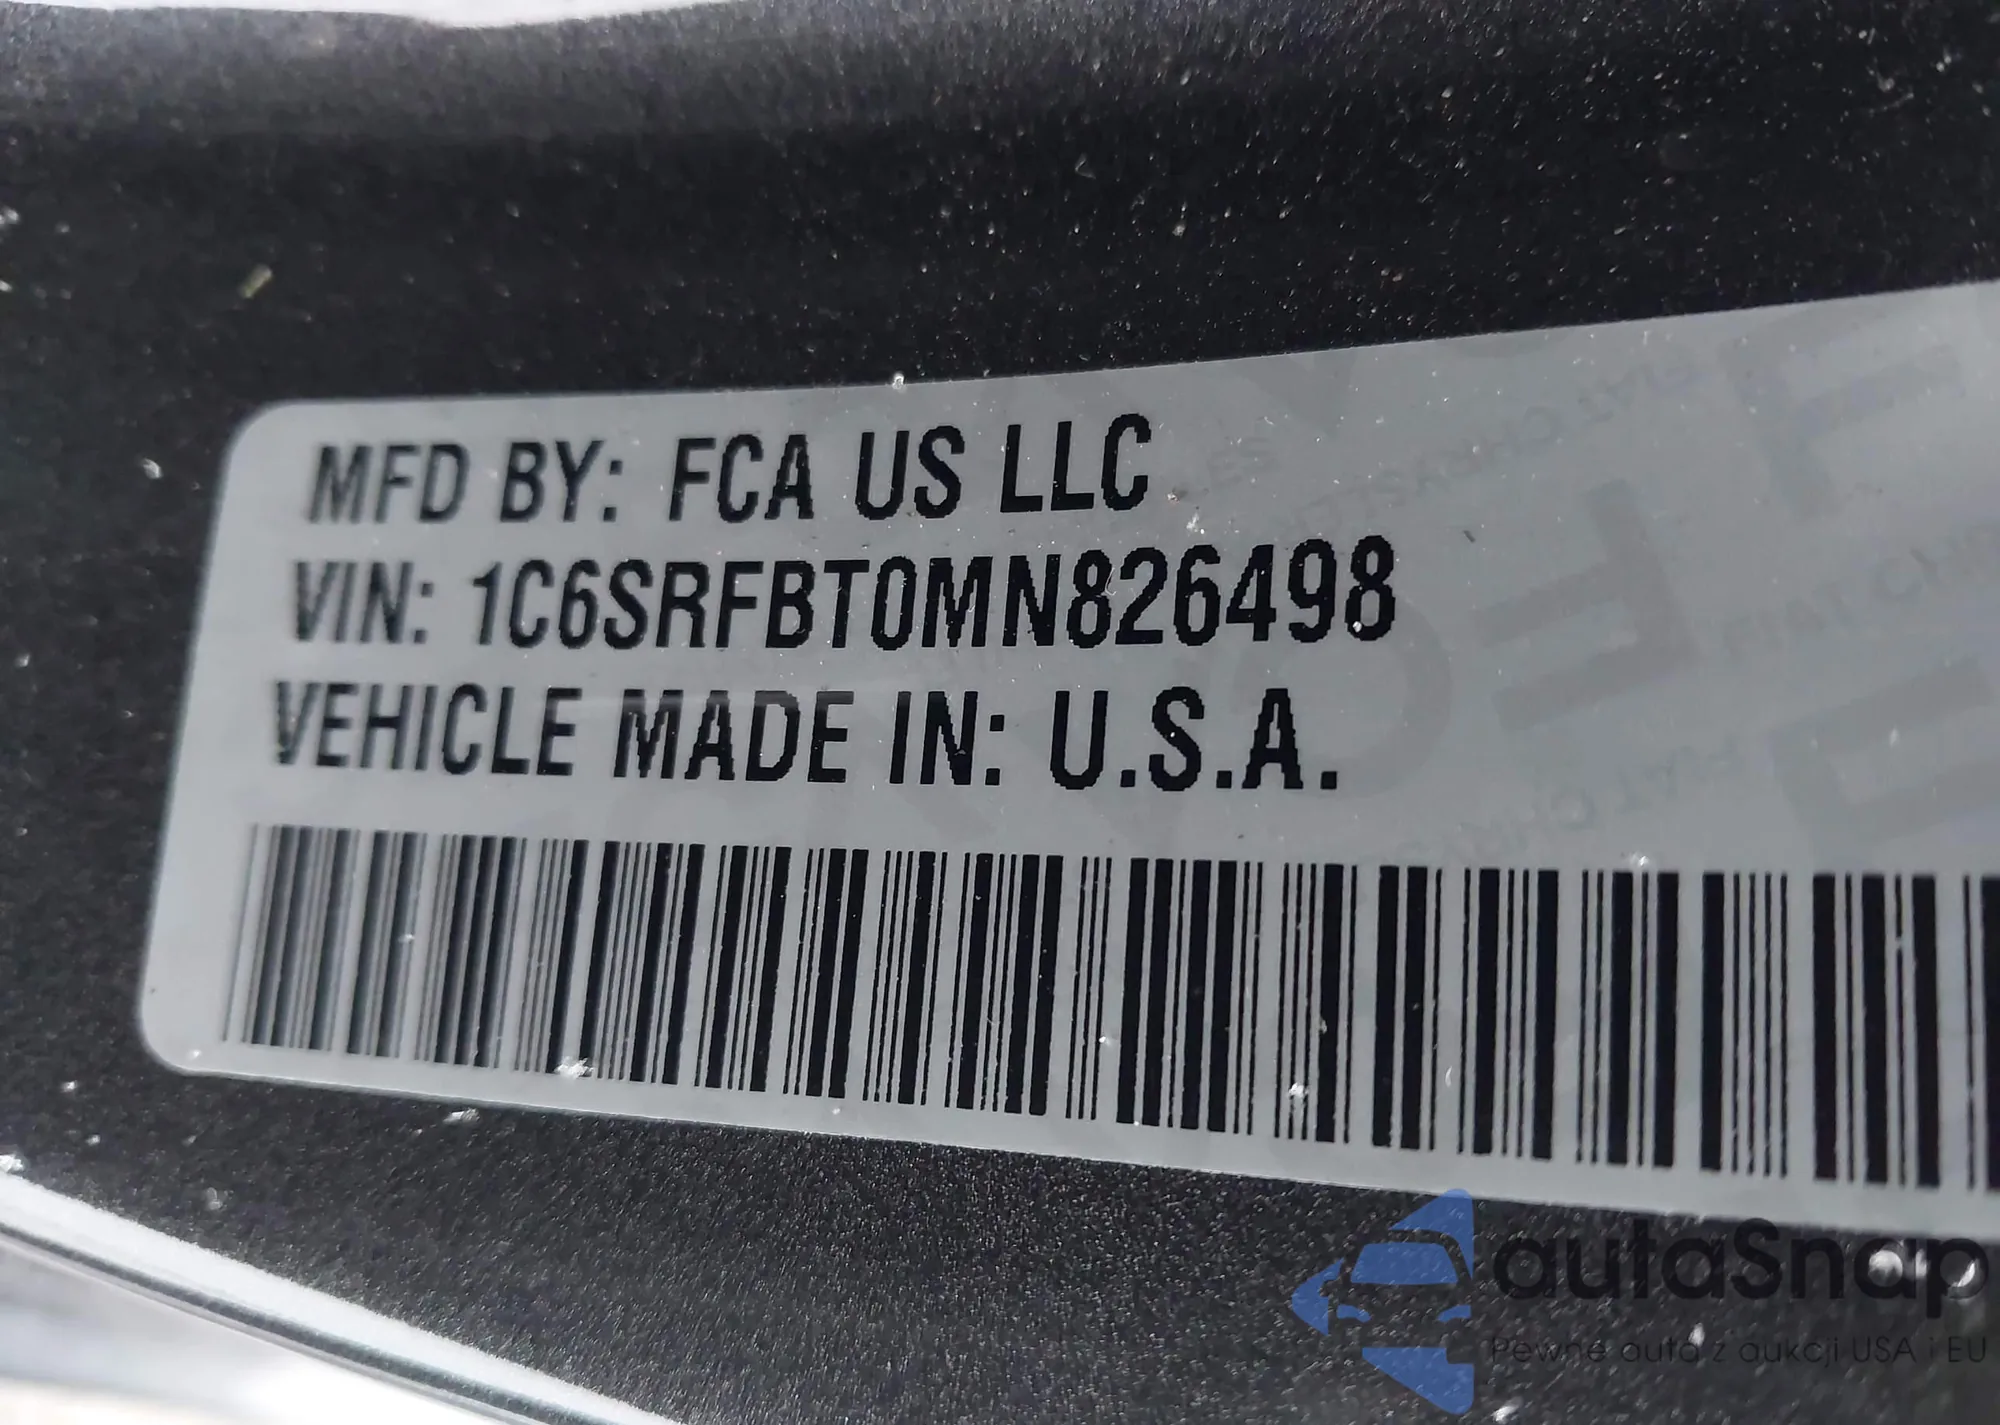 MFD BY: FCA US LLC
VIN: 1C6SRFBT0MN826498
VEHICLE MADE IN: U.S.A.
autaSnap
Pewne auta z aukcji USA i EU